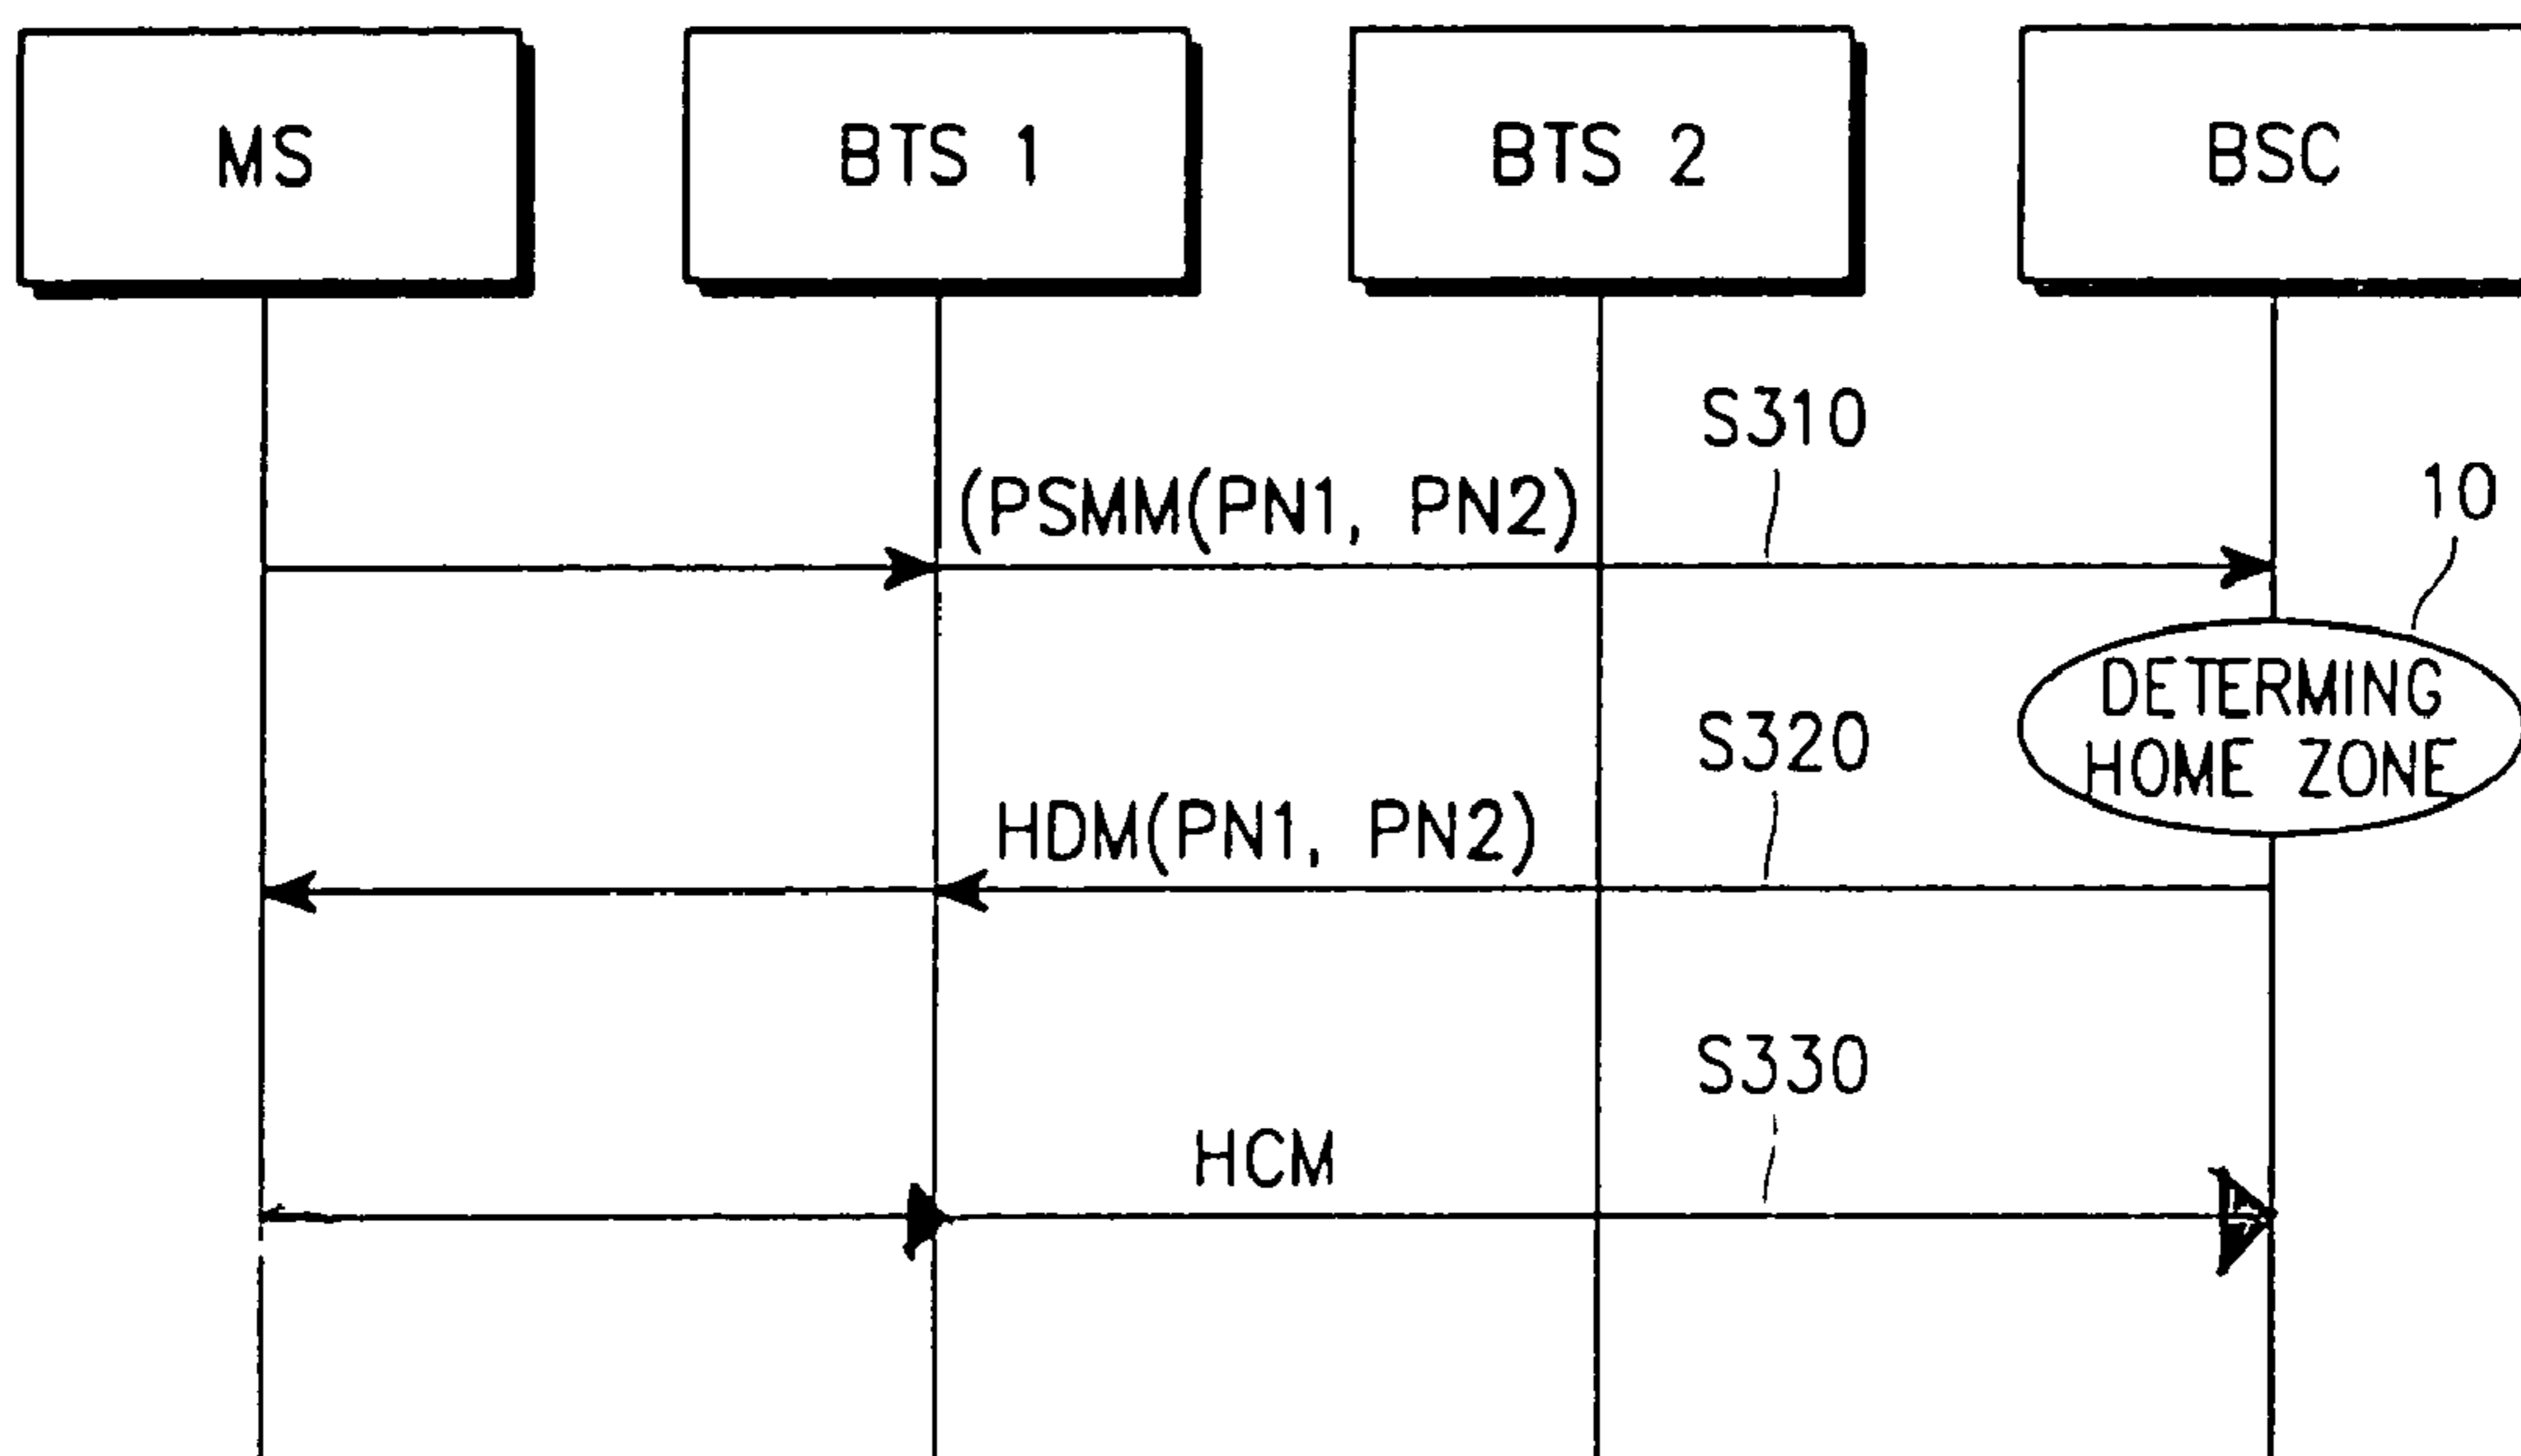 MS
BTS 1
BTS 2
BSC
S310
(PSMM(PN1, PN2)
10
DETERMING
HOME ZONE
S320
HDM(PN1, PN2)
S330
HCM